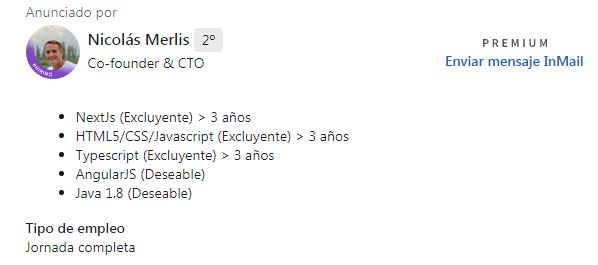 Anunciado por
Nicolás Merlis 2º
Co-founder & CTO
PREMIUM
Enviar mensaje InMail
#HIRING
• NextJs (Excluyente) > 3 años
• HTML5/CSS/Javascript (Excluyente) > 3 años
• Typescript (Excluyente) > 3 años
• AngularJS (Deseable)
• Java 1.8 (Deseable)
Tipo de empleo
Jornada completa